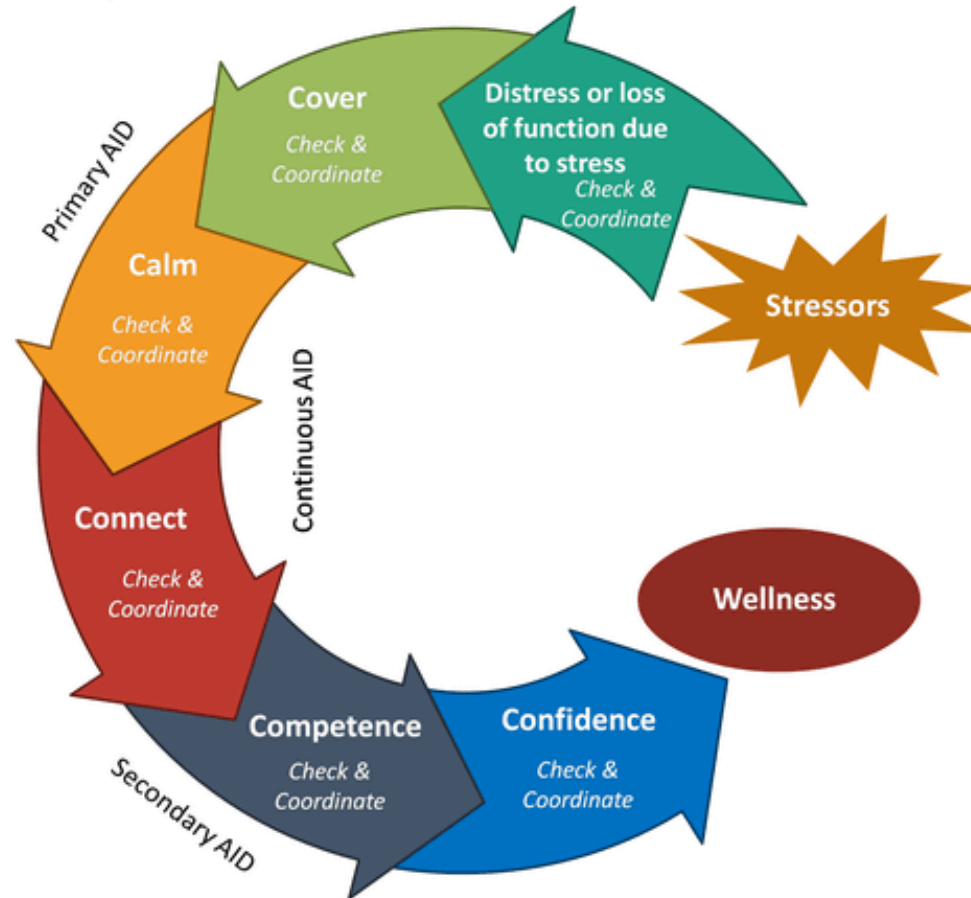 Stressors
Distress or loss
of function due
to stress
Check &
Coordinate
Cover
Check &
Coordinate
Primary AID
Calm
Check &
Coordinate
Continuous AID
Connect
Check &
Coordinate
Secondary AID
Competence
Check &
Coordinate
Confidence
Check &
Coordinate
Wellness